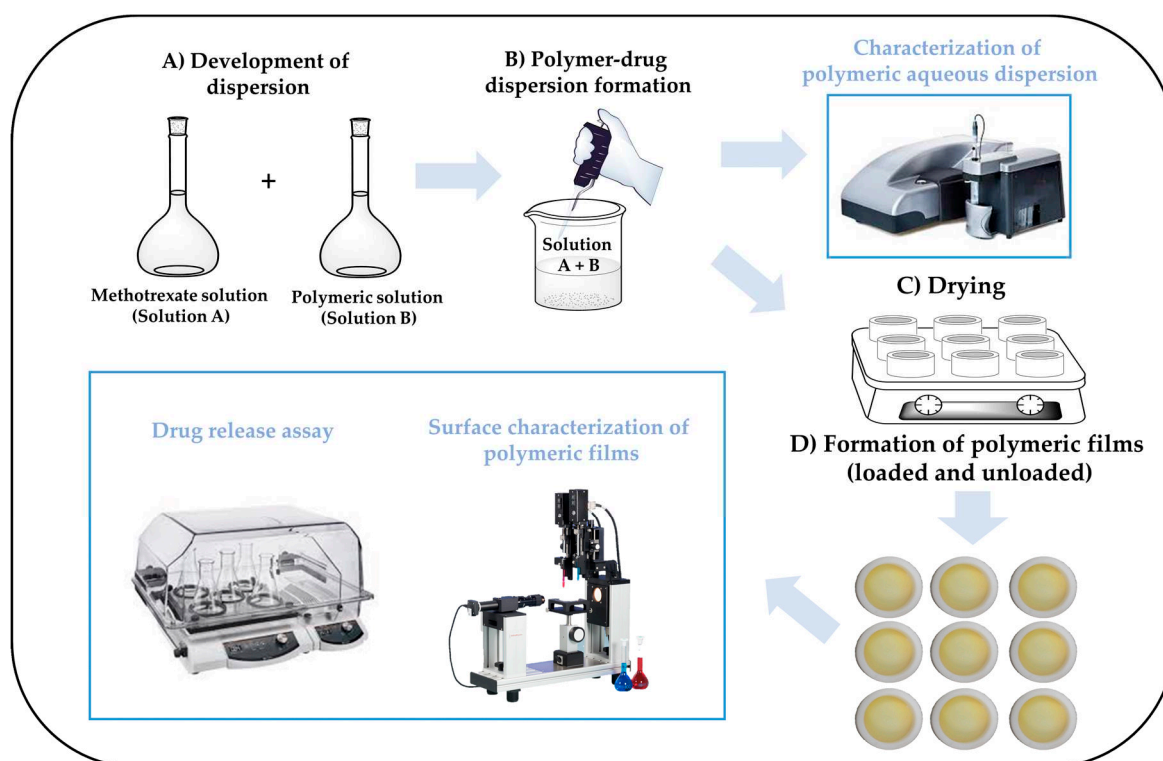 A) Development of
dispersion
+
Methotrexate solution
(Solution A)
Polymeric solution
(Solution B)
B) Polymer-drug
dispersion formation
Solution
A + B
Characterization of
polymeric aqueous dispersion
C) Drying
D) Formation of polymeric films
(loaded and unloaded)
Drug release assay
Surface characterization of
polymeric films